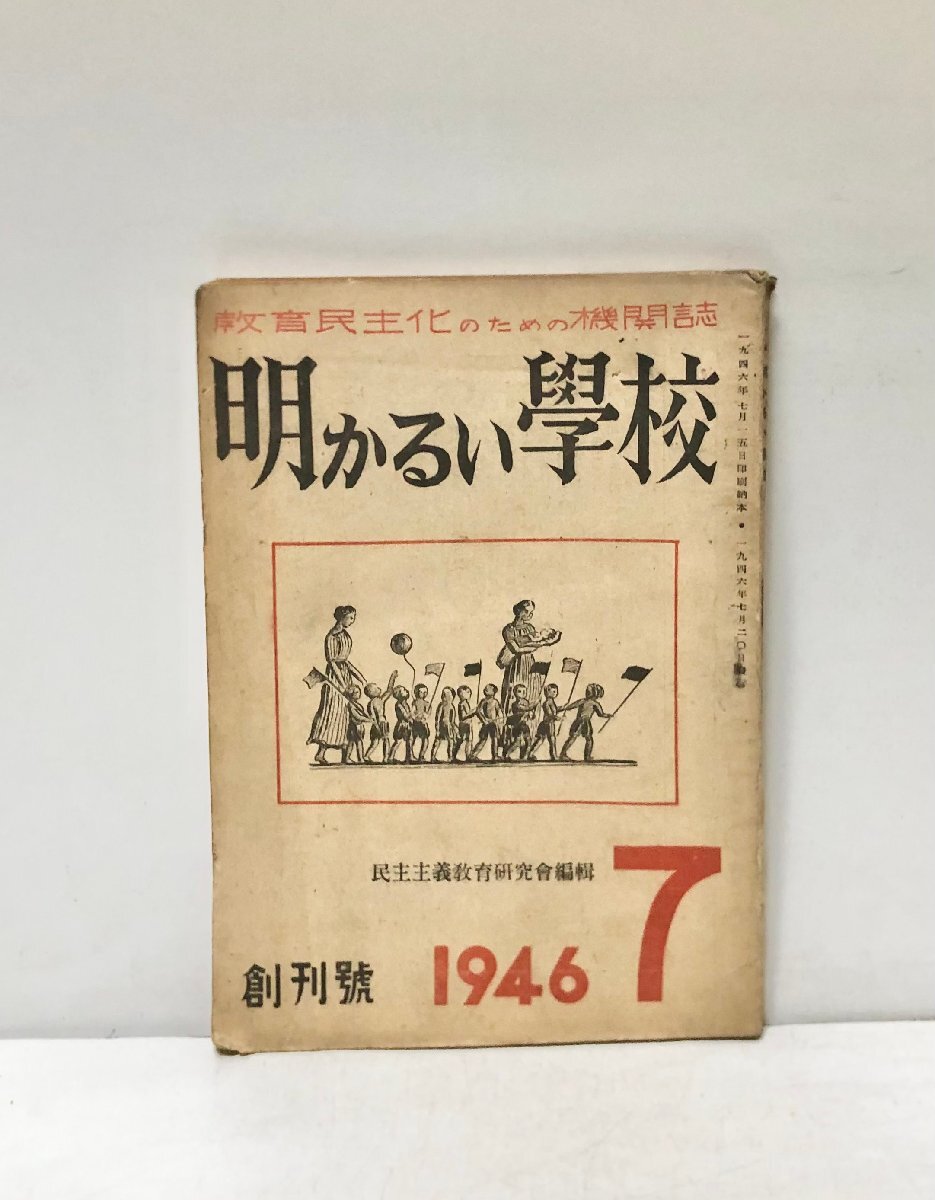 教育民主化のための機関誌
明かるい學校
一九四六年七月一五日印刷納本・一九四六年七月二〇日
民主主義教育研究會編輯
7
創刊號 1946